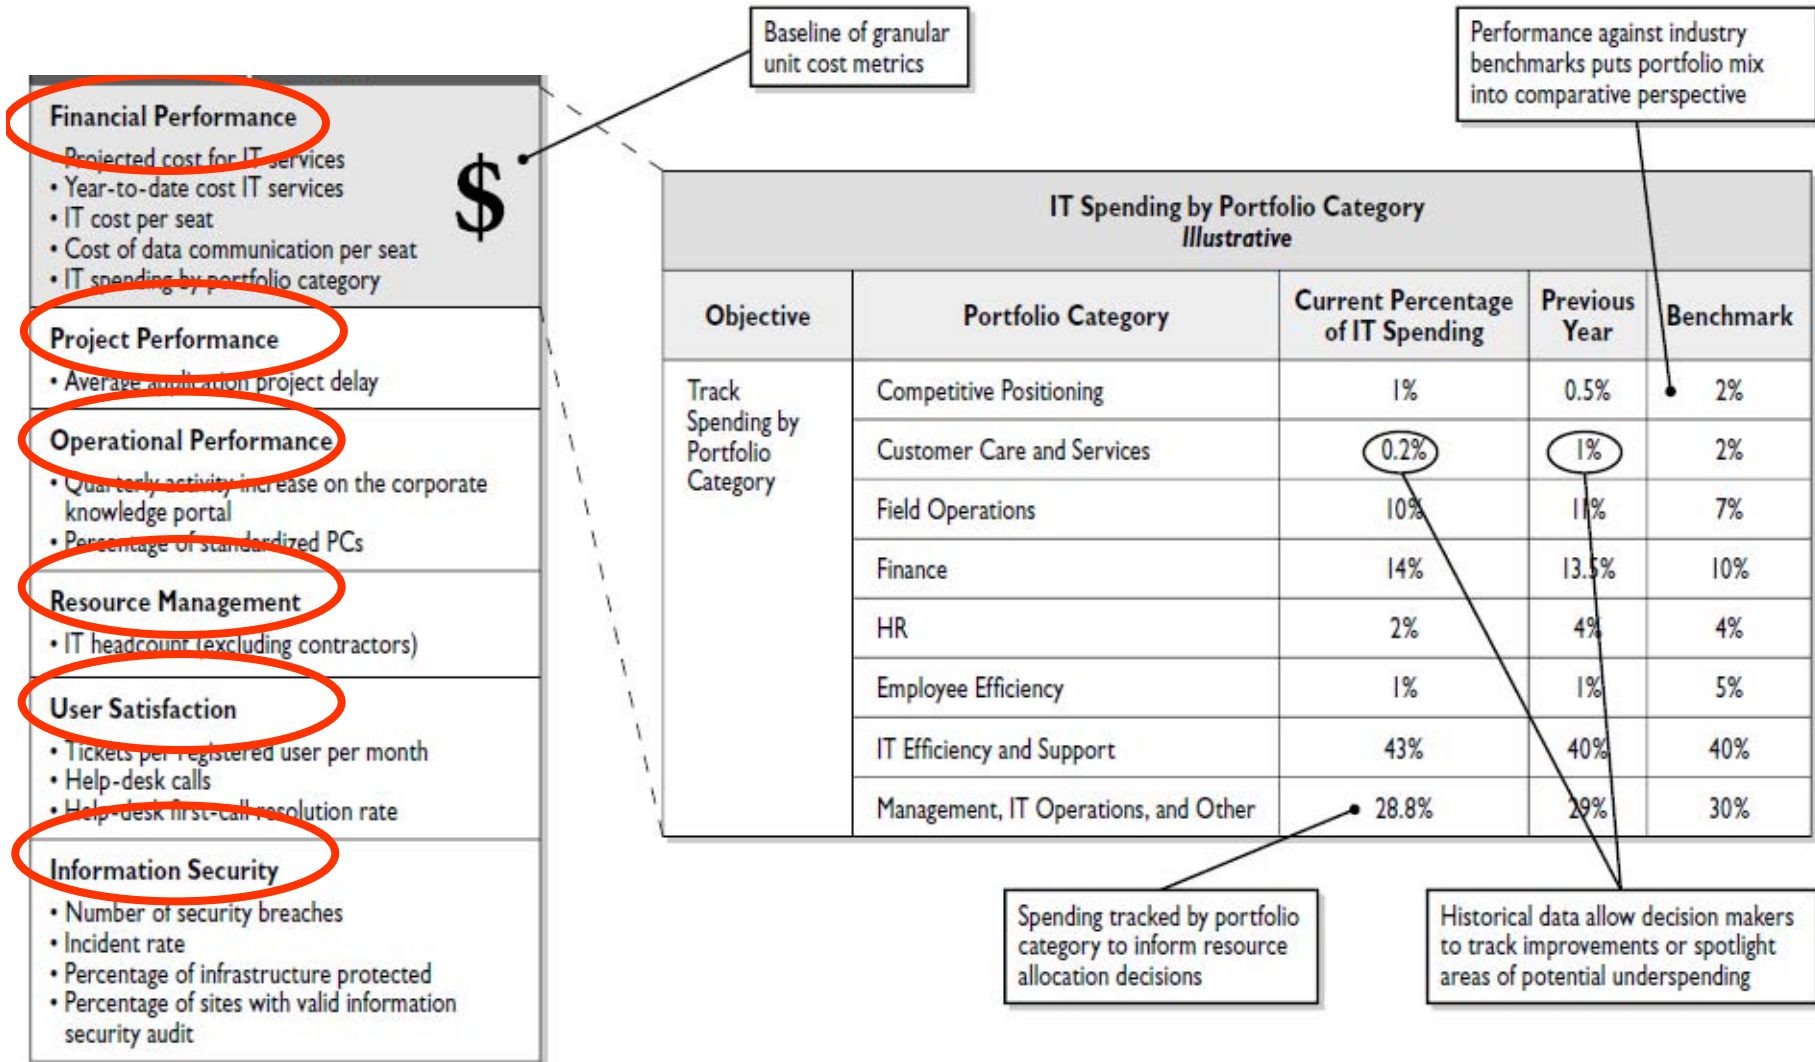 Baseline of granular
unit cost metrics
Performance against industry
benchmarks puts portfolio mix
into comparative perspective
Financial Performance
• Projected cost for IT services
• Year-to-date cost IT services
• IT cost per seat
• Cost of data communication per seat
• IT spending by portfolio category
$
Project Performance
• Average application project delay
Operational Performance
• Quarterly activity increase on the corporate
knowledge portal
• Percentage of standardized PCs
Resource Management
• IT headcount (excluding contractors)
User Satisfaction
• Tickets per registered user per month
• Help-desk calls
• Help-desk first-call resolution rate
Information Security
• Number of security breaches
• Incident rate
• Percentage of infrastructure protected
• Percentage of sites with valid information
security audit
IT Spending by Portfolio Category
Illustrative
Objective Portfolio Category Current Percentage of IT Spending Previous Year Benchmark
Track
Spending by
Portfolio
Category
Competitive Positioning 1% 0.5% 2%
Customer Care and Services 0.2% 1% 2%
Field Operations 10% 11% 7%
Finance 14% 13.5% 10%
HR 2% 4% 4%
Employee Efficiency 1% 1% 5%
IT Efficiency and Support 43% 40% 40%
Management, IT Operations, and Other 28.8% 29% 30%
Spending tracked by portfolio
category to inform resource
allocation decisions
Historical data allow decision makers
to track improvements or spotlight
areas of potential underspending